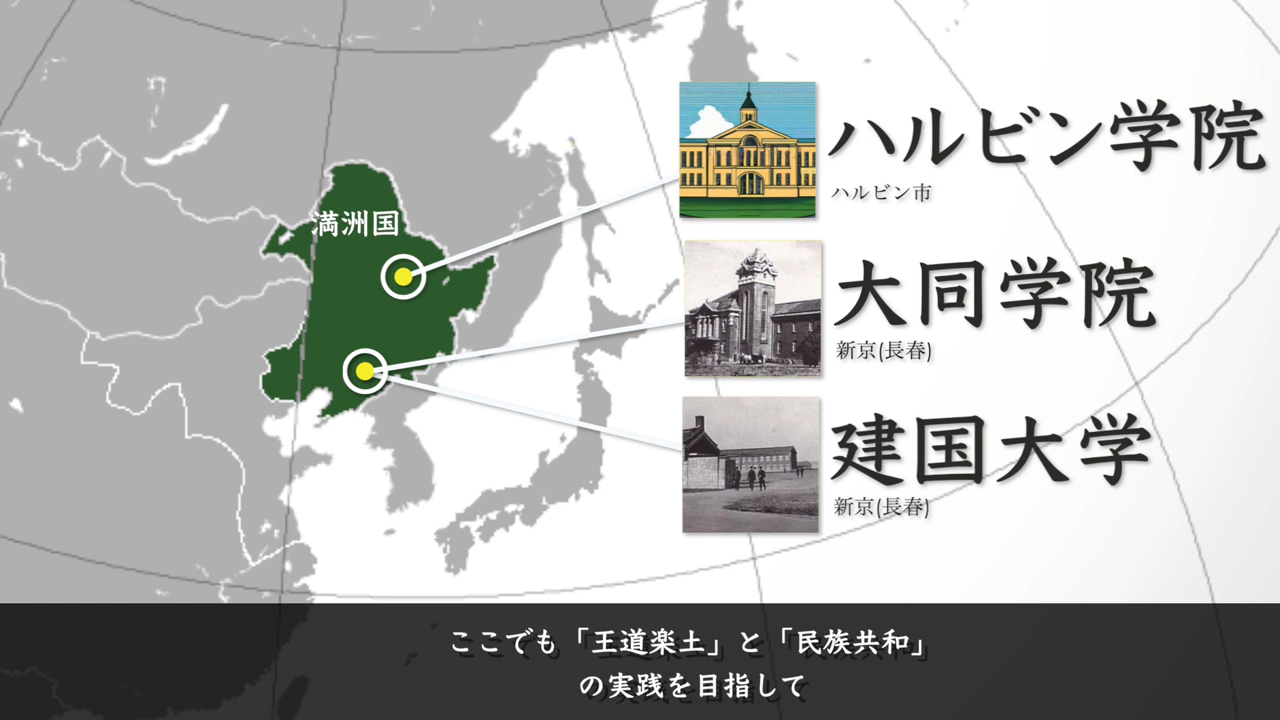 満洲国
ハルビン学院
ハルビン市
大同学院
新京(長春)
建国大学
新京(長春)
ここでも「王道楽土」と「民族共和」
の実践を目指して